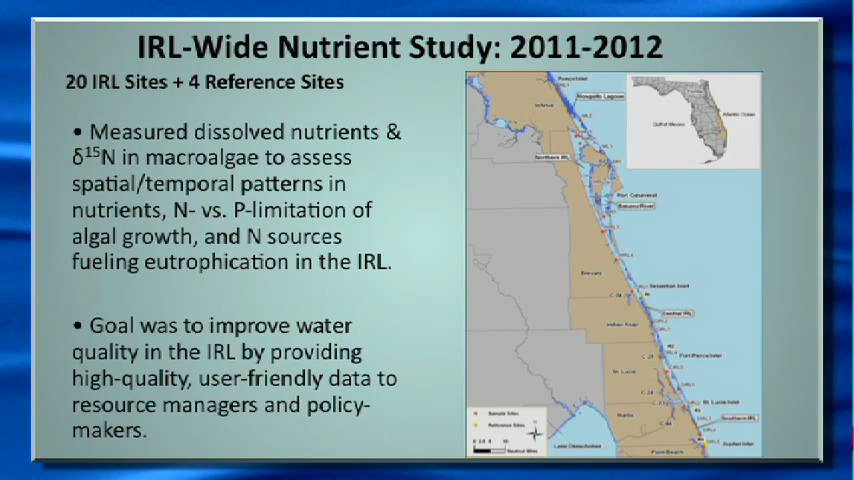 IRL-Wide Nutrient Study: 2011-2012
20 IRL Sites + 4 Reference Sites
• Measured dissolved nutrients &
δ¹⁵N in macroalgae to assess
spatial/temporal patterns in
nutrients, N- vs. P-limitation of
algal growth, and N sources
fueling eutrophication in the IRL.
• Goal was to improve water
quality in the IRL by providing
high-quality, user-friendly data to
resource managers and policy-
makers.
Ponce Inlet
Mosquito Lagoon
Volusia
Atlantic Ocean
Gulf of Mexico
Northern IRL
Port Canaveral
Banana River
Brevard
Sebastian Inlet
Central IRL
Indian River
Fort Pierce Inlet
St. Lucie
St. Lucie Inlet
Martin
Southern IRL
Jupiter Inlet
Sample Sites
Reference Sites
Lake Okeechobee
Palm Beach
Nautical Miles